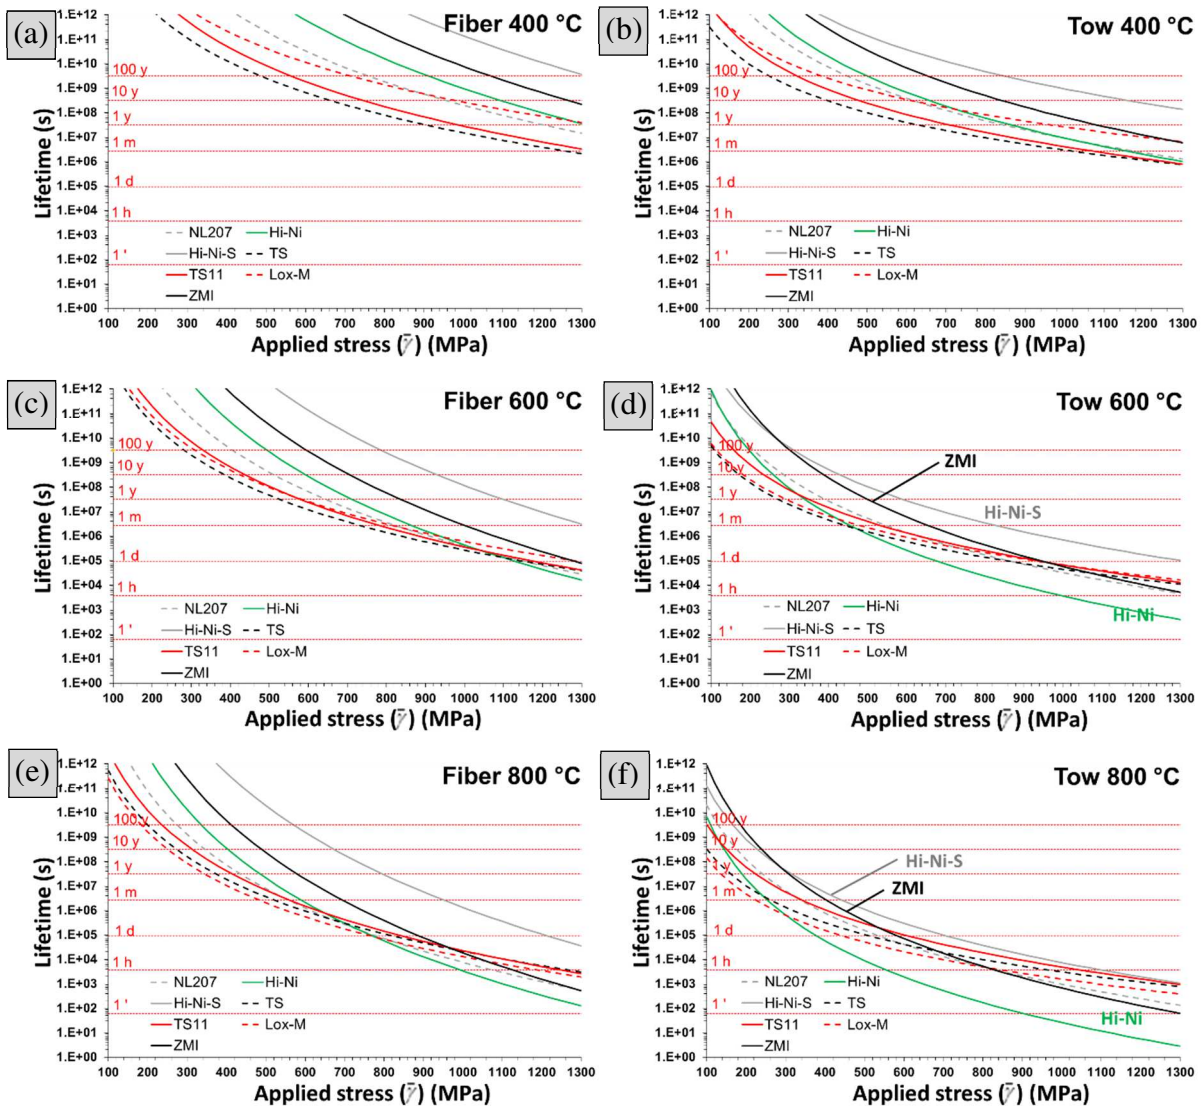 (a)
Fiber 400 °C
Lifetime (s)
1.E+12
1.E+11
1.E+10
1.E+09
1.E+08
1.E+07
1.E+06
1.E+05
1.E+04
1.E+03
1.E+02
1.E+01
1.E+00
100 y
10 y
1 y
1 m
1 d
1 h
1 '
NL207 Hi-Ni
Hi-Ni-S TS
TS11 Lox-M
ZMI
100 200 300 400 500 600 700 800 900 1000 1100 1200 1300
Applied stress (γ̄) (MPa)
(b)
Tow 400 °C
Lifetime (s)
1.E+12
1.E+11
1.E+10
1.E+09
1.E+08
1.E+07
1.E+06
1.E+05
1.E+04
1.E+03
1.E+02
1.E+01
1.E+00
100 y
10 y
1 y
1 m
1 d
1 h
1 '
NL207 Hi-Ni
Hi-Ni-S TS
TS11 Lox-M
ZMI
100 200 300 400 500 600 700 800 900 1000 1100 1200 1300
Applied stress (γ̄) (MPa)
(c)
Fiber 600 °C
Lifetime (s)
1.E+12
1.E+11
1.E+10
1.E+09
1.E+08
1.E+07
1.E+06
1.E+05
1.E+04
1.E+03
1.E+02
1.E+01
1.E+00
100 y
10 y
1 y
1 m
1 d
1 h
1 '
NL207 Hi-Ni
Hi-Ni-S TS
TS11 Lox-M
ZMI
100 200 300 400 500 600 700 800 900 1000 1100 1200 1300
Applied stress (γ̄) (MPa)
(d)
Tow 600 °C
Lifetime (s)
1.E+12
1.E+11
1.E+10
1.E+09
1.E+08
1.E+07
1.E+06
1.E+05
1.E+04
1.E+03
1.E+02
1.E+01
1.E+00
100 y
10 y
1 y
1 m
1 d
1 h
1 '
ZMI
Hi-Ni-S
Hi-Ni
NL207 Hi-Ni
Hi-Ni-S TS
TS11 Lox-M
ZMI
100 200 300 400 500 600 700 800 900 1000 1100 1200 1300
Applied stress (γ̄) (MPa)
(e)
Fiber 800 °C
Lifetime (s)
1.E+12
1.E+11
1.E+10
1.E+09
1.E+08
1.E+07
1.E+06
1.E+05
1.E+04
1.E+03
1.E+02
1.E+01
1.E+00
100 y
10 y
1 y
1 m
1 d
1 h
1 '
NL207 Hi-Ni
Hi-Ni-S TS
TS11 Lox-M
ZMI
100 200 300 400 500 600 700 800 900 1000 1100 1200 1300
Applied stress (γ̄) (MPa)
(f)
Tow 800 °C
Lifetime (s)
1.E+12
1.E+11
1.E+10
1.E+09
1.E+08
1.E+07
1.E+06
1.E+05
1.E+04
1.E+03
1.E+02
1.E+01
1.E+00
100 y
10 y
1 y
1 m
1 d
1 h
1 '
Hi-Ni-S
ZMI
Hi-Ni
NL207 Hi-Ni
Hi-Ni-S TS
TS11 Lox-M
ZMI
100 200 300 400 500 600 700 800 900 1000 1100 1200 1300
Applied stress (γ̄) (MPa)